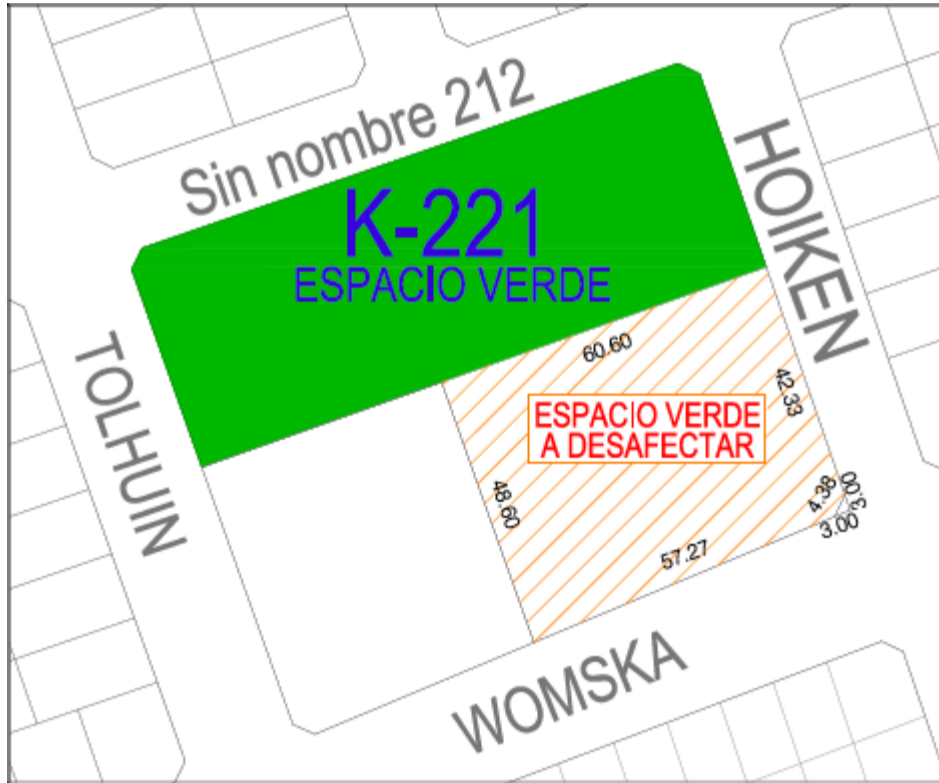 Sin nombre 212
HOIKEN
K-221
ESPACIO VERDE
TOLHUIN
60.60
42.33
ESPACIO VERDE
A DESAFECTAR
48.60
4.38
3.00
3.00
57.27
WOMSKA